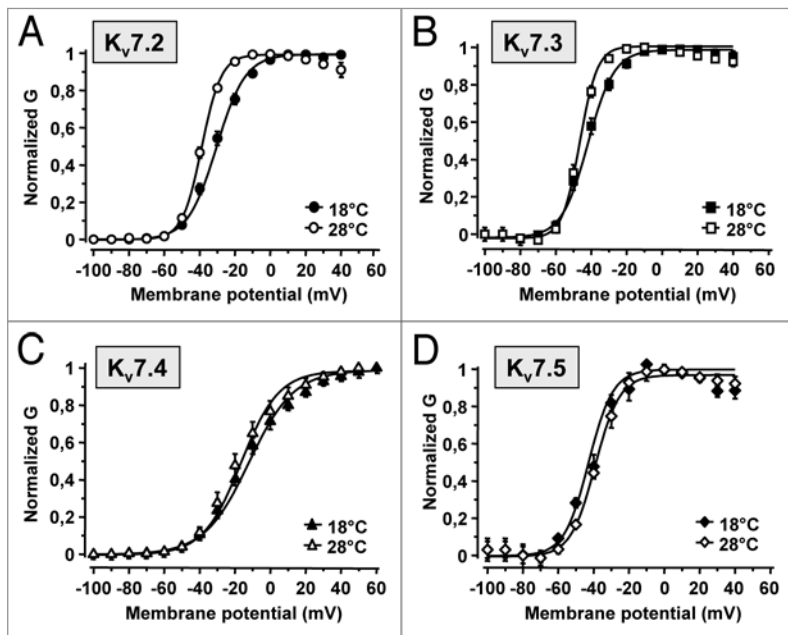 A
Kv7.2
Normalized G
1
0,8
0,6
0,4
0,2
0
18°C
28°C
-100 -80 -60 -40 -20 0 20 40 60
Membrane potential (mV)
B
Kv7.3
Normalized G
1
0,8
0,6
0,4
0,2
0
18°C
28°C
-100 -80 -60 -40 -20 0 20 40 60
Membrane potential (mV)
C
Kv7.4
Normalized G
1
0,8
0,6
0,4
0,2
0
18°C
28°C
-100 -80 -60 -40 -20 0 20 40 60
Membrane potential (mV)
D
Kv7.5
Normalized G
1
0,8
0,6
0,4
0,2
0
18°C
28°C
-100 -80 -60 -40 -20 0 20 40 60
Membrane potential (mV)